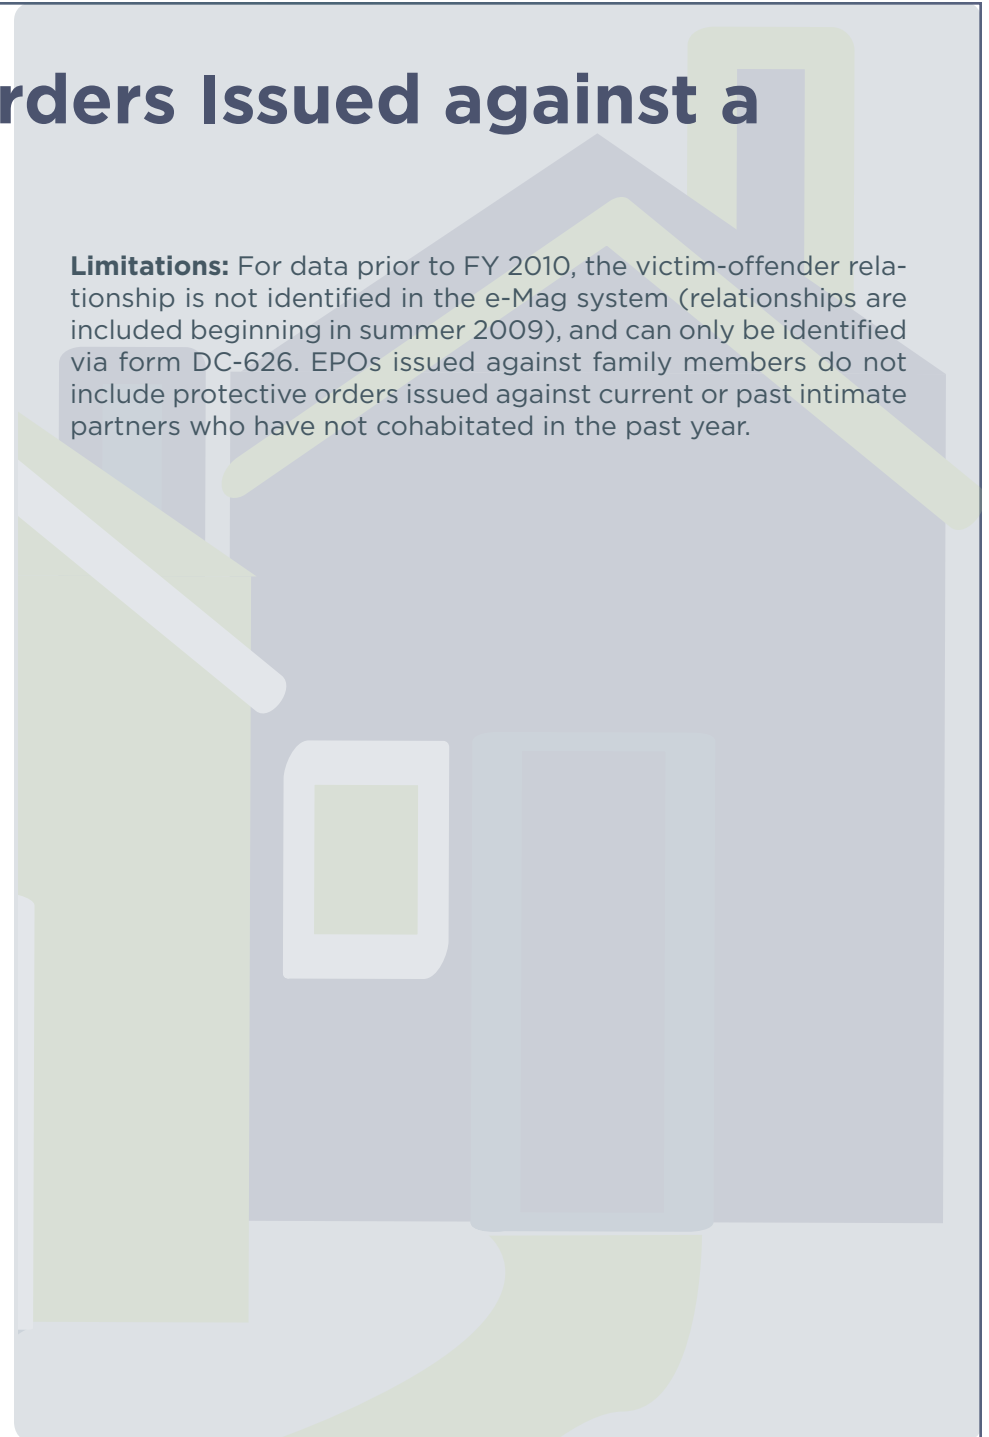 rders Issued against a
Limitations: For data prior to FY 2010, the victim-offender rela-
tionship is not identified in the e-Mag system (relationships are
included beginning in summer 2009), and can only be identified
via form DC-626. EPOs issued against family members do not
include protective orders issued against current or past intimate
partners who have not cohabitated in the past year.